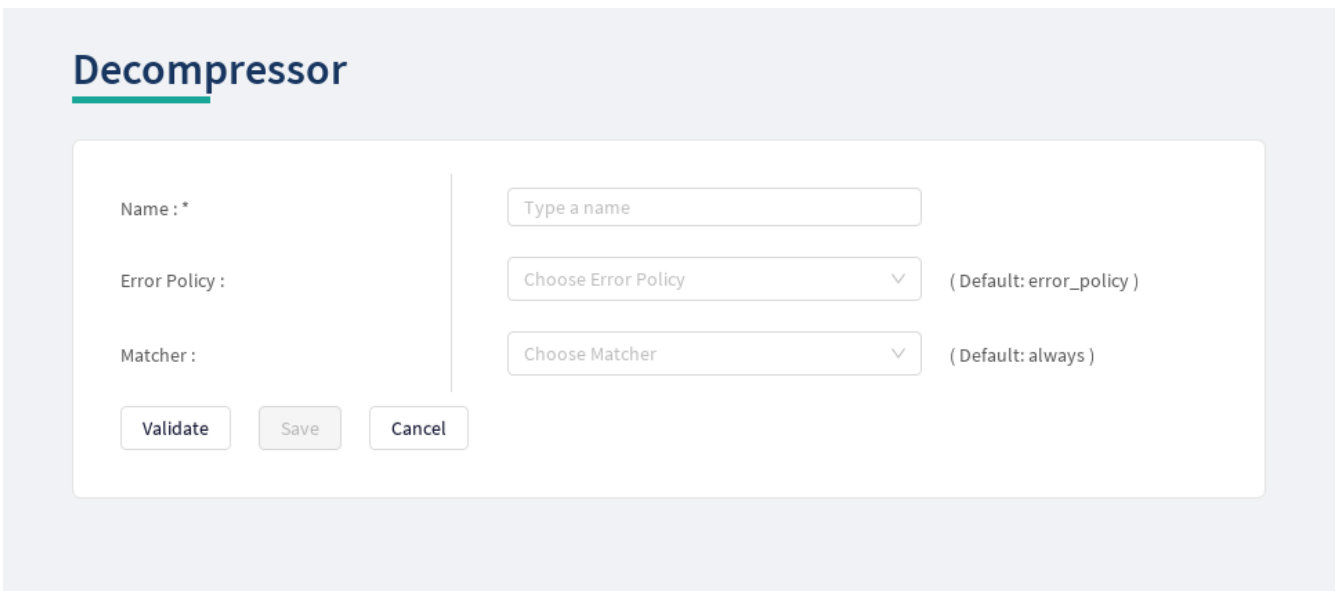 Decompressor
Name : * Type a name
Error Policy : Choose Error Policy ( Default: error_policy )
Matcher : Choose Matcher ( Default: always )
Validate Save Cancel